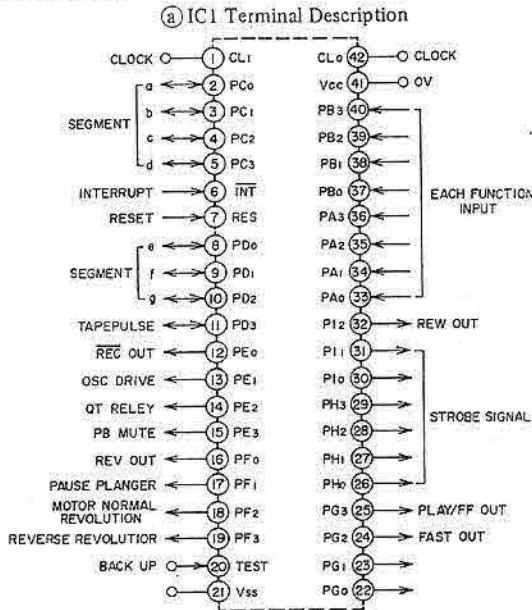 ⓐ IC1 Terminal Description
CLOCK 1 CLI
a 2 PC0
b 3 PC1
SEGMENT
c 4 PC2
d 5 PC3
INTERRUPT 6 INT
RESET 7 RES
e 8 PD0
SEGMENT f 9 PD1
g 10 PD2
TAPEPULSE 11 PD3
REC OUT 12 PE0
OSC DRIVE 13 PE1
QT RELEY 14 PE2
PB MUTE 15 PE3
REV OUT 16 PF0
PAUSE PLANGER 17 PF1
MOTOR NORMAL
REVOLUTION 18 PF2
REVERSE REVOLUTIOR 19 PF3
BACK UP 20 TEST
21 Vss
CLO 42 CLOCK
Vcc 41 OV
PB3 40
PB2 39
PB1 38
PB0 37
EACH FUNCTION
INPUT
PA3 36
PA2 35
PA1 34
PA0 33
PI2 32 REW OUT
PI1 31
PI0 30
PH3 29
STROBE SIGNAL
PH2 28
PH1 27
PH0 26
PG3 25 PLAY/FF OUT
PG2 24 FAST OUT
PG1 23
PG0 22